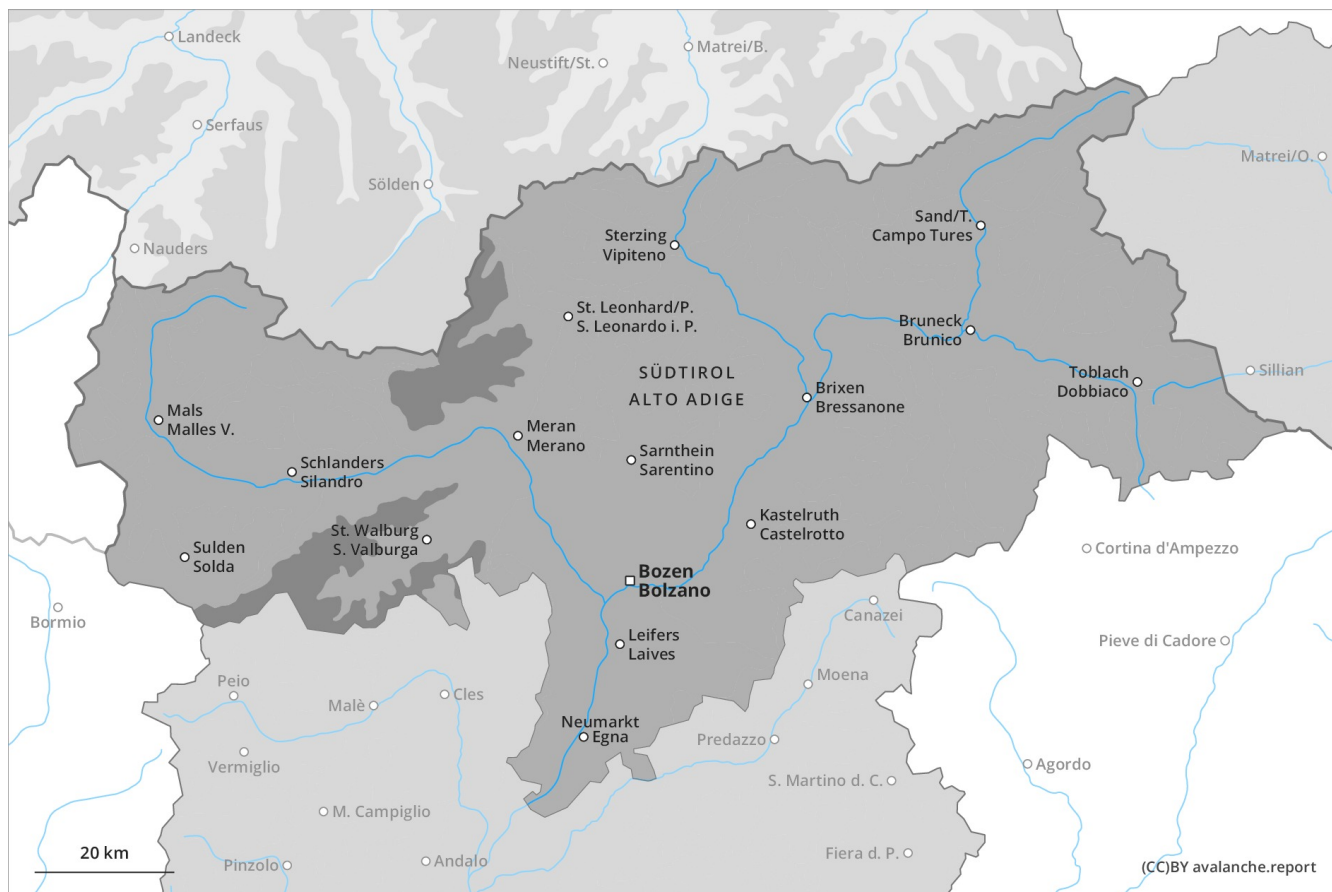 Landeck
Matrei/B.
Neustift/St.
Serfaus
Matrei/O.
Sölden
Sand/T.
Campo Tures
Sterzing
Vipiteno
Nauders
St. Leonhard/P.
S. Leonardo i. P.
Bruneck
Brunico
SÜDTIROL
ALTO ADIGE
Toblach
Dobbiaco
Sillian
Brixen
Bressanone
Mals
Malles V.
Meran
Merano
Sarnthein
Sarentino
Schlanders
Silandro
Kastelruth
Castelrotto
St. Walburg
S. Valburga
Sulden
Solda
Cortina d'Ampezzo
Bozen
Bolzano
Bormio
Canazei
Leifers
Laives
Pieve di Cadore
Peio
Moena
Malè
Cles
Neumarkt
Egna
Predazzo
Vermiglio
Agordo
S. Martino d. C.
M. Campiglio
20 km
Pinzolo
Andalo
Fiera d. P.
(CC)BY avalanche.report